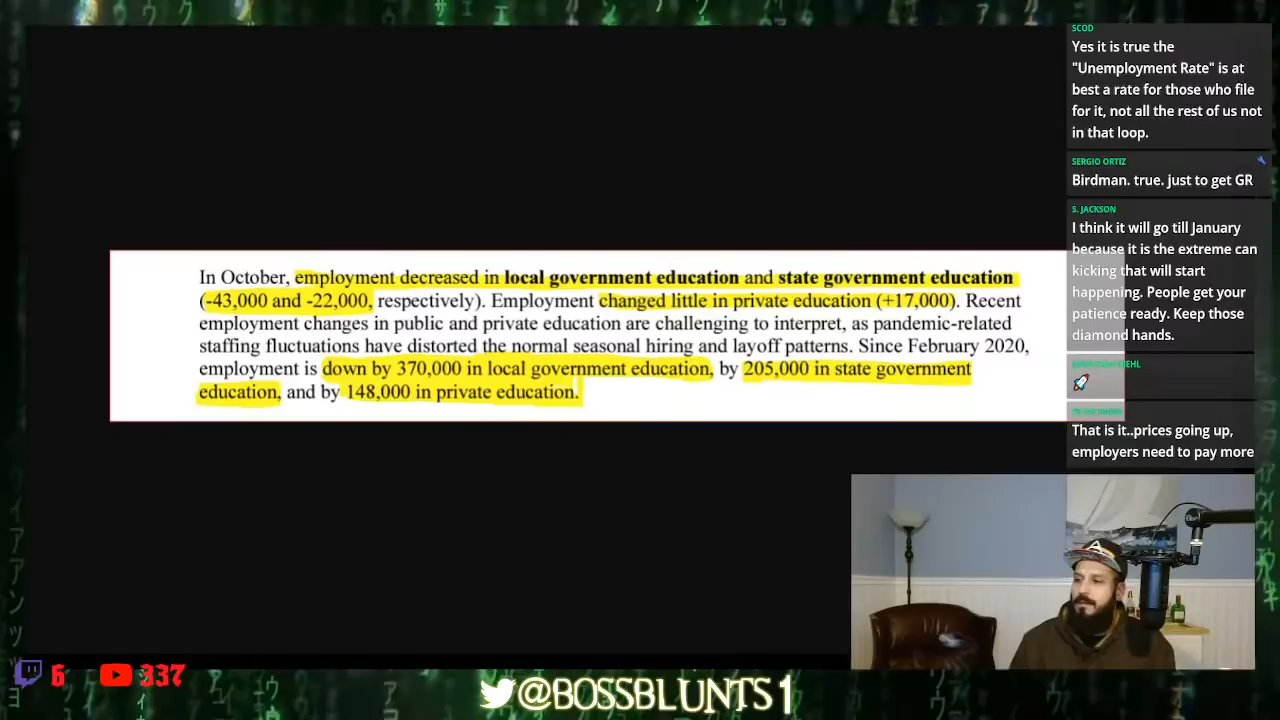 In October, employment decreased in local government education and state government education
(-43,000 and -22,000, respectively). Employment changed little in private education (+17,000). Recent
employment changes in public and private education are challenging to interpret, as pandemic-related
staffing fluctuations have distorted the normal seasonal hiring and layoff patterns. Since February 2020,
employment is down by 370,000 in local government education, by 205,000 in state government
education, and by 148,000 in private education.
SCOD
Yes it is true the
"Unemployment Rate" is at
best a rate for those who file
for it, not all the rest of us not
in that loop.
SERGIO ORTIZ
Birdman. true. just to get GR
S. JACKSON
I think it will go till January
because it is the extreme can
kicking that will start
happening. People get your
patience ready. Keep those
diamond hands.
That is it..prices going up,
employers need to pay more
6
337
@BOSSBLUNTS1